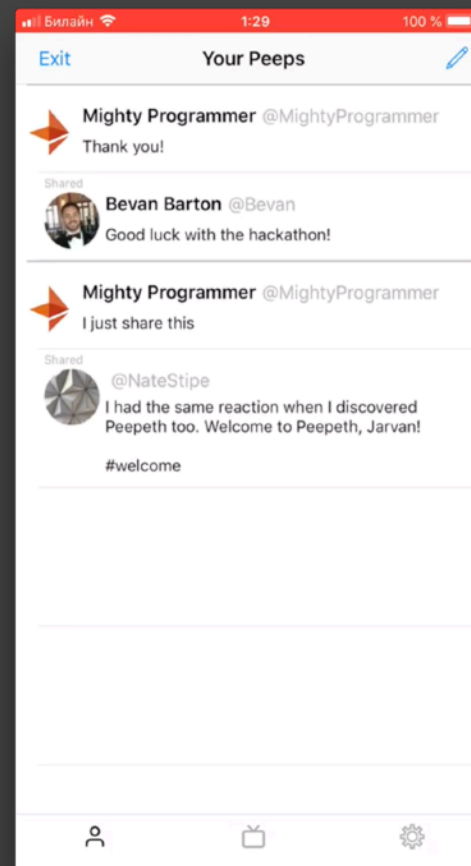 Билайн 1:29 100 %
Exit Your Peeps
Mighty Programmer @MightyProgrammer
Thank you!
Shared
Bevan Barton @Bevan
Good luck with the hackathon!
Mighty Programmer @MightyProgrammer
I just share this
Shared
@NateStipe
I had the same reaction when I discovered
Peepeth too. Welcome to Peepeth, Jarvan!
#welcome